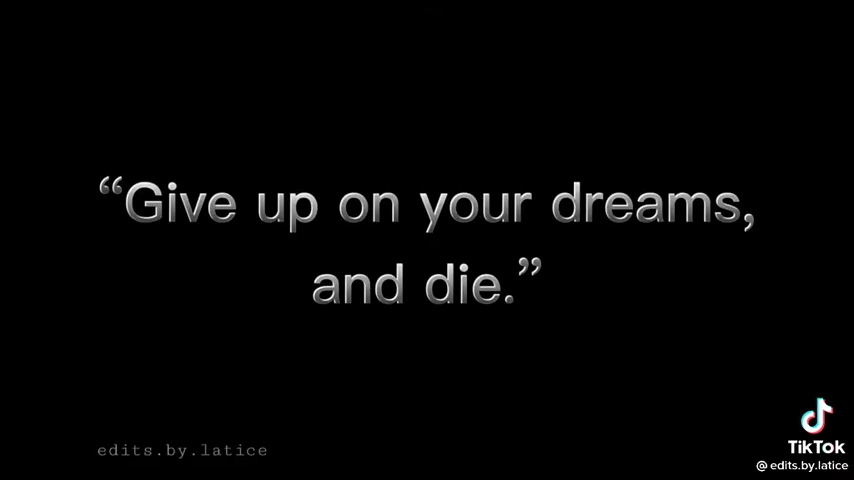 “Give up on your dreams,
and die.”
edits.by.latice
TikTok
@ edits.by.latice